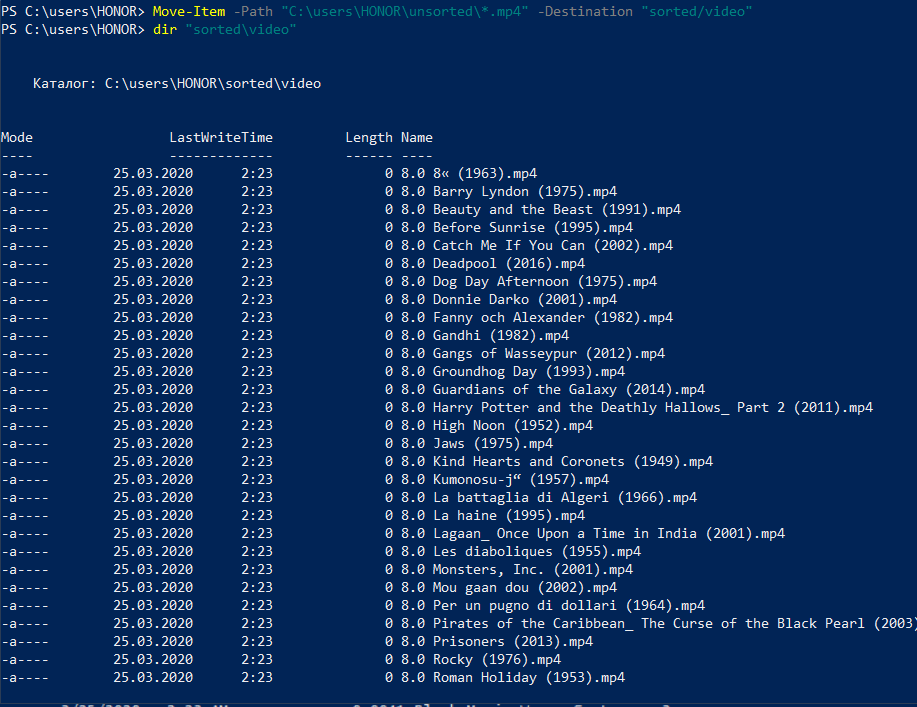 PS C:\users\HONOR> Move-Item -Path "C:\users\HONOR\unsorted\*.mp4" -Destination "sorted/video"
PS C:\users\HONOR> dir "sorted\video"
Каталог: C:\users\HONOR\sorted\video
Mode LastWriteTime Length Name
---- ------------- ------ ----
-a---- 25.03.2020 2:23 0 8.0 8« (1963).mp4
-a---- 25.03.2020 2:23 0 8.0 Barry Lyndon (1975).mp4
-a---- 25.03.2020 2:23 0 8.0 Beauty and the Beast (1991).mp4
-a---- 25.03.2020 2:23 0 8.0 Before Sunrise (1995).mp4
-a---- 25.03.2020 2:23 0 8.0 Catch Me If You Can (2002).mp4
-a---- 25.03.2020 2:23 0 8.0 Deadpool (2016).mp4
-a---- 25.03.2020 2:23 0 8.0 Dog Day Afternoon (1975).mp4
-a---- 25.03.2020 2:23 0 8.0 Donnie Darko (2001).mp4
-a---- 25.03.2020 2:23 0 8.0 Fanny och Alexander (1982).mp4
-a---- 25.03.2020 2:23 0 8.0 Gandhi (1982).mp4
-a---- 25.03.2020 2:23 0 8.0 Gangs of Wasseypur (2012).mp4
-a---- 25.03.2020 2:23 0 8.0 Groundhog Day (1993).mp4
-a---- 25.03.2020 2:23 0 8.0 Guardians of the Galaxy (2014).mp4
-a---- 25.03.2020 2:23 0 8.0 Harry Potter and the Deathly Hallows_ Part 2 (2011).mp4
-a---- 25.03.2020 2:23 0 8.0 High Noon (1952).mp4
-a---- 25.03.2020 2:23 0 8.0 Jaws (1975).mp4
-a---- 25.03.2020 2:23 0 8.0 Kind Hearts and Coronets (1949).mp4
-a---- 25.03.2020 2:23 0 8.0 Kumonosu-j“ (1957).mp4
-a---- 25.03.2020 2:23 0 8.0 La battaglia di Algeri (1966).mp4
-a---- 25.03.2020 2:23 0 8.0 La haine (1995).mp4
-a---- 25.03.2020 2:23 0 8.0 Lagaan_ Once Upon a Time in India (2001).mp4
-a---- 25.03.2020 2:23 0 8.0 Les diaboliques (1955).mp4
-a---- 25.03.2020 2:23 0 8.0 Monsters, Inc. (2001).mp4
-a---- 25.03.2020 2:23 0 8.0 Mou gaan dou (2002).mp4
-a---- 25.03.2020 2:23 0 8.0 Per un pugno di dollari (1964).mp4
-a---- 25.03.2020 2:23 0 8.0 Pirates of the Caribbean_ The Curse of the Black Pearl (2003)
-a---- 25.03.2020 2:23 0 8.0 Prisoners (2013).mp4
-a---- 25.03.2020 2:23 0 8.0 Rocky (1976).mp4
-a---- 25.03.2020 2:23 0 8.0 Roman Holiday (1953).mp4